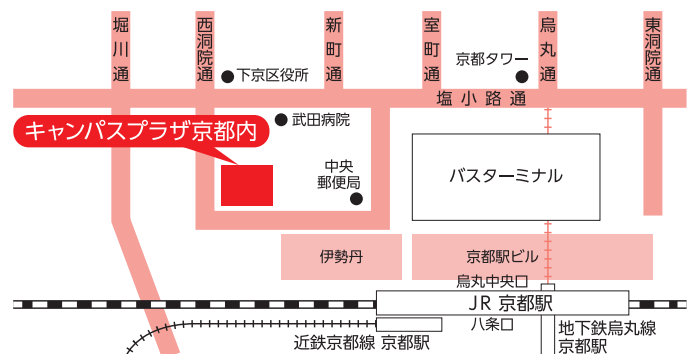 堀川通
西洞院通
新町通
室町通
烏丸通
東洞院通
下京区役所
京都タワー
塩小路通
武田病院
キャンパスプラザ京都内
中央
郵便局
バスターミナル
伊勢丹
京都駅ビル
烏丸中央口
JR 京都駅
八条口
近鉄京都線 京都駅
地下鉄烏丸線
京都駅